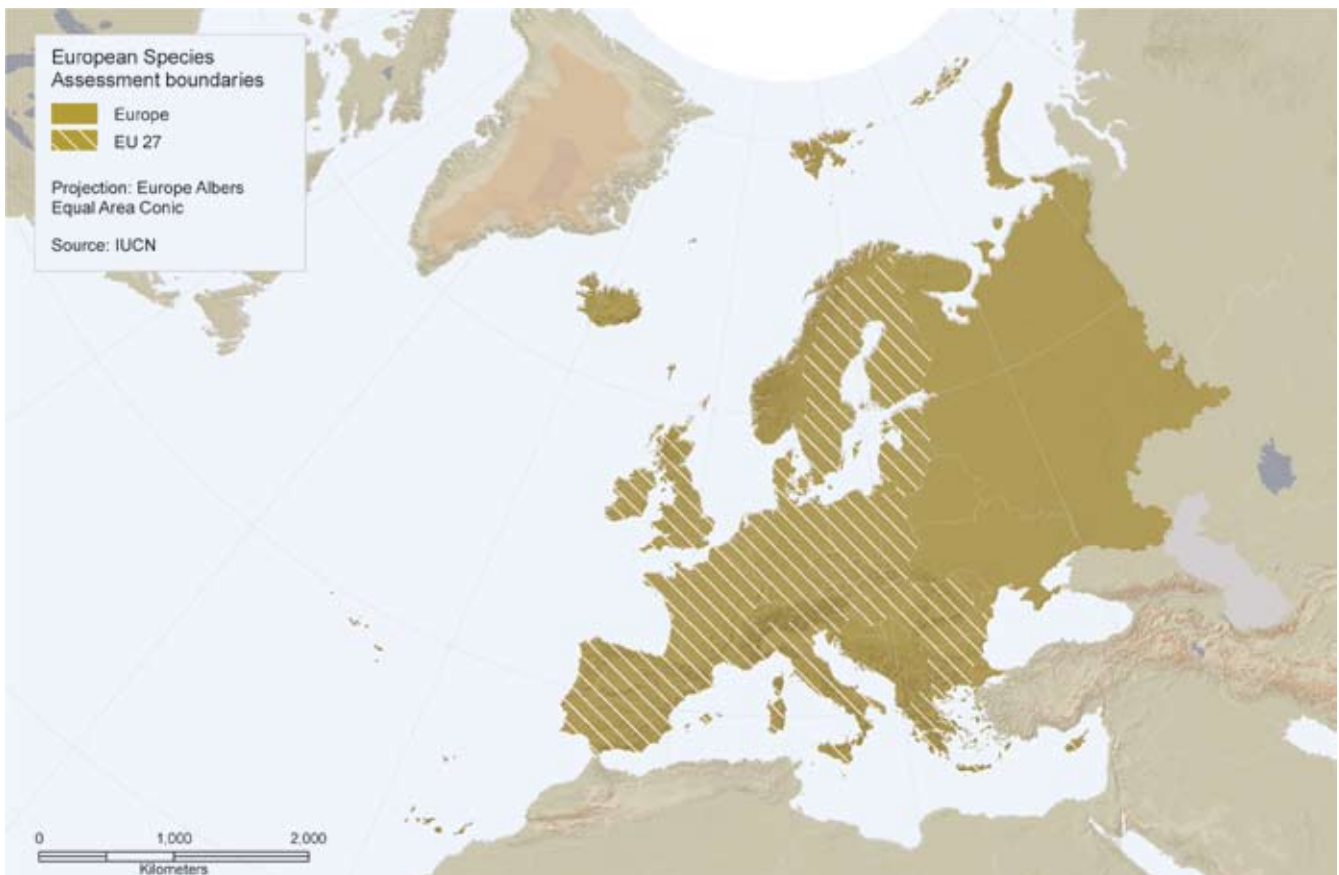 European Species
Assessment boundaries
Europe
EU 27
Projection: Europe Albers
Equal Area Conic
Source: IUCN
0 1,000 2,000
Kilometers